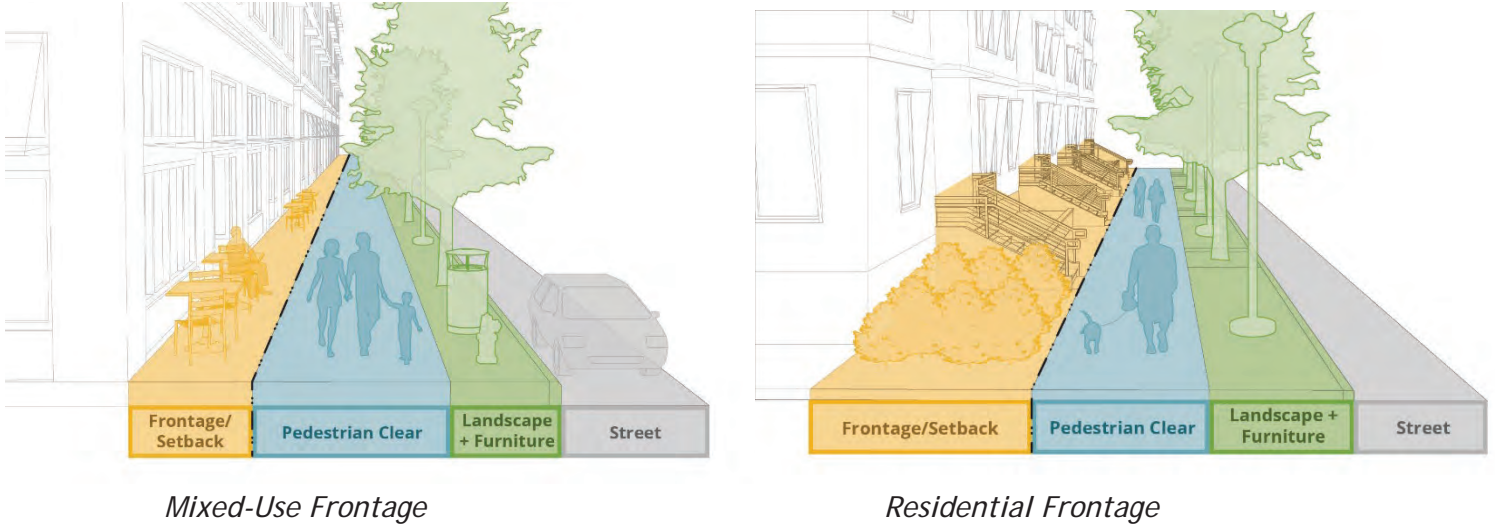 Frontage/
Setback
Pedestrian Clear
Landscape
+ Furniture
Street
Mixed-Use Frontage
Frontage/Setback
Pedestrian Clear
Landscape +
Furniture
Street
Residential Frontage